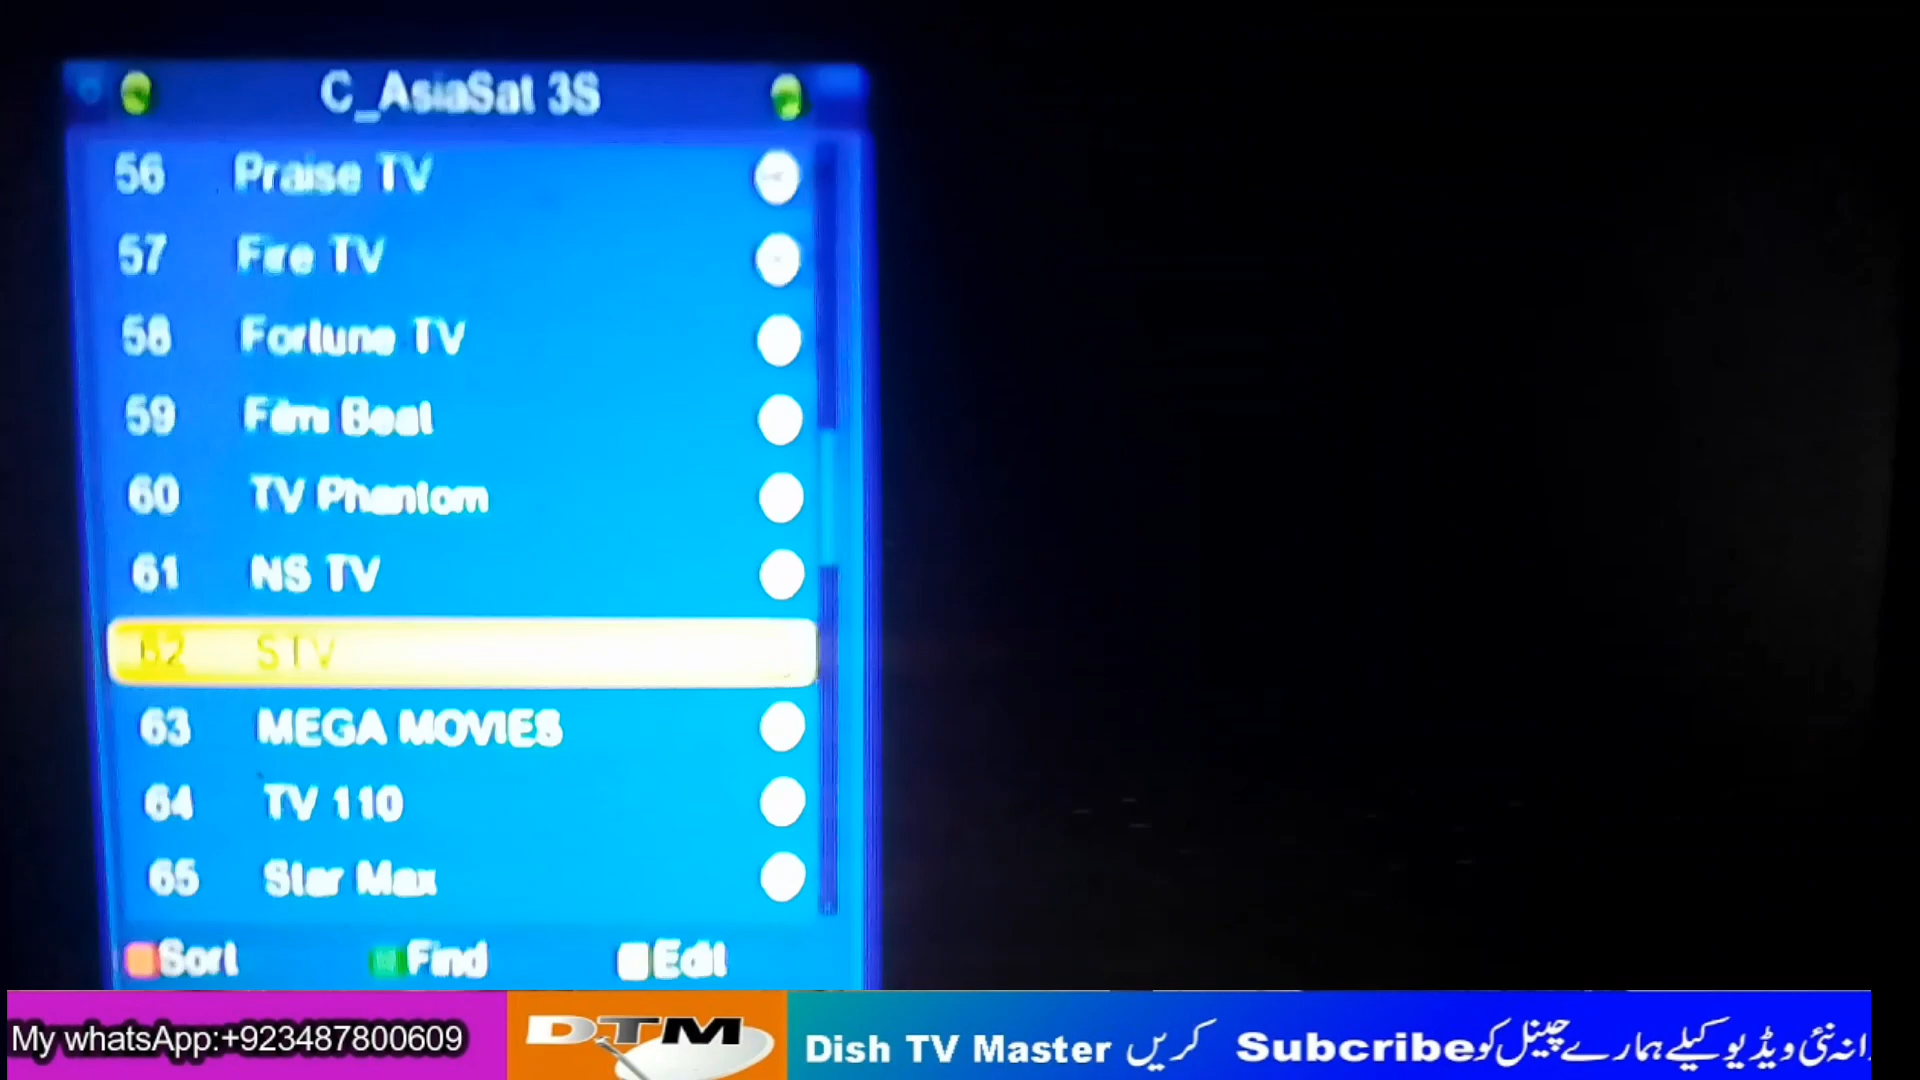 C_AsiaSat 3S
56 Praise TV
57 Fire TV
58 Fortune TV
59 Film Beat
60 TV Phantom
61 NS TV
62 STV
63 MEGA MOVIES
64 TV 110
65 Star Max
Sort Find Edit
My whatsApp:+923487800609
DTM
Dish TV Master کریں Subcribe انہ نئی ویڈیو کیلے ہمارے چینل کو